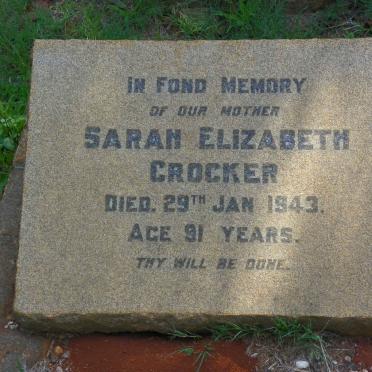 IN FOND MEMORY
OF OUR MOTHER
SARAH ELIZABETH
CROCKER
DIED. 29TH JAN 1943.
AGE 91 YEARS.
THY WILL BE DONE.